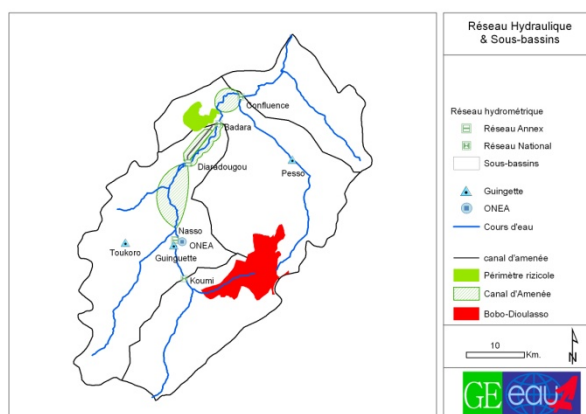 Confluence
Badara
Diaradougou
Pesso
Nasso
ONEA
Toukoro
Guinguette
Koumi
Réseau Hydraulique
& Sous-bassins
Réseau hydrométrique
Réseau Annex
Réseau National
Sous-bassins
Guingette
ONEA
Cours d'eau
canal d'amenée
Périmètre rizicole
Canal d'Amenée
Bobo-Dioulasso
10
Km.
N
GE eau